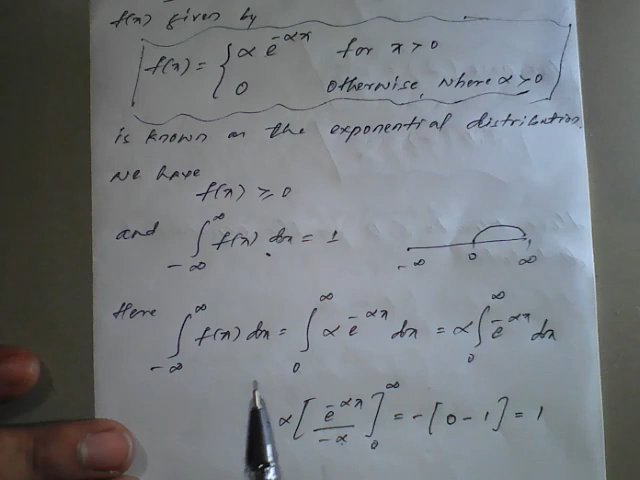 f(x) given by
f(x) = { α e^{-αx} for x > 0
0 otherwise, where α > 0
is known as the exponential distribution.
We have
f(x) ≥ 0
and ∫_{-∞}^{∞} f(x) dx = 1
-∞ 0 ∞
Here ∫_{-∞}^{∞} f(x) dx = ∫_{0}^{∞} α e^{-αx} dx = α ∫_{0}^{∞} e^{-αx} dx
α [ e^{-αx} / -α ]_{0}^{∞} = -[0 - 1] = 1